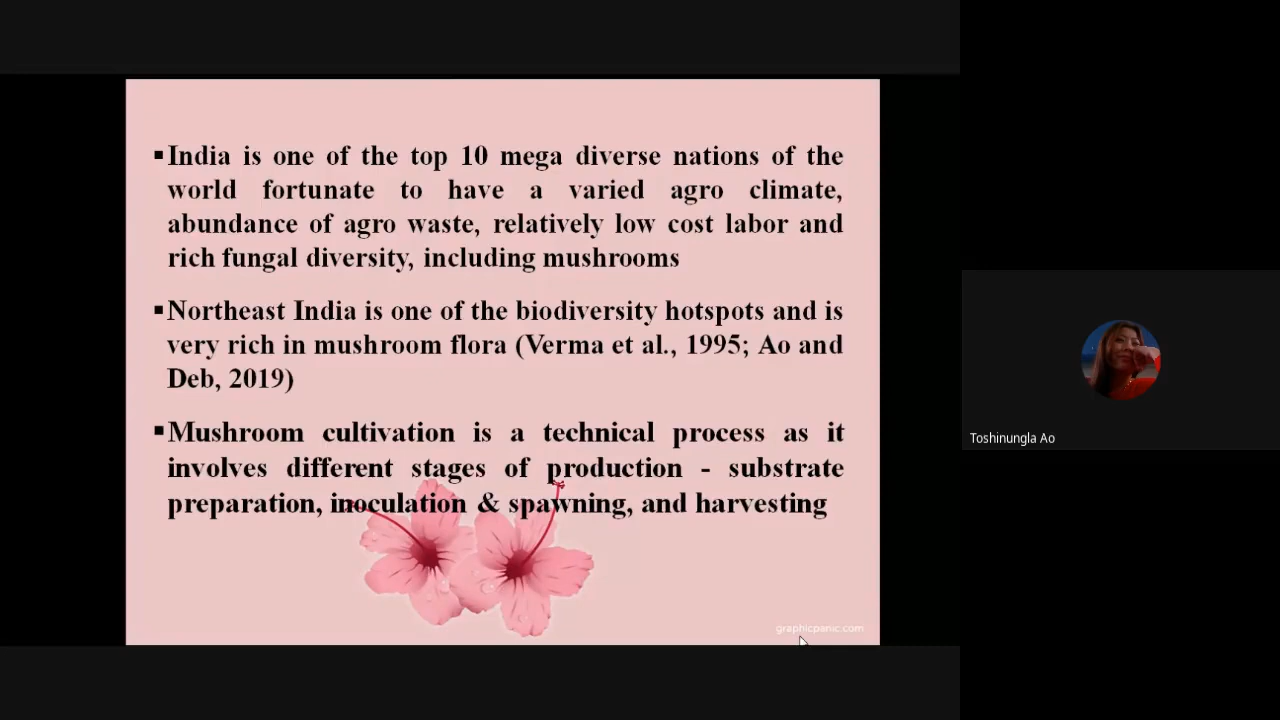 ▪India is one of the top 10 mega diverse nations of the
world fortunate to have a varied agro climate,
abundance of agro waste, relatively low cost labor and
rich fungal diversity, including mushrooms
▪Northeast India is one of the biodiversity hotspots and is
very rich in mushroom flora (Verma et al., 1995; Ao and
Deb, 2019)
▪Mushroom cultivation is a technical process as it
involves different stages of production - substrate
preparation, inoculation & spawning, and harvesting
graphicpanic.com
Toshinungla Ao